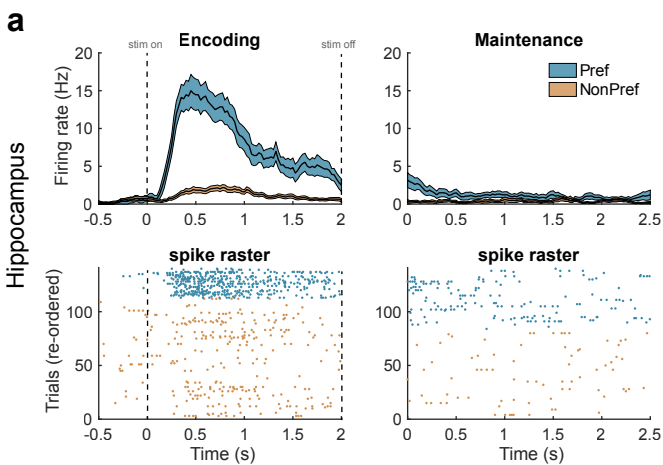 a
stim on
Encoding
stim off
Maintenance
20
15
10
5
0
Firing rate (Hz)
-0.5 0 0.5 1 1.5 2
20
15
10
5
0
Pref
NonPref
0 0.5 1 1.5 2 2.5
Hippocampus
spike raster
100
50
0
Trials (re-ordered)
-0.5 0 0.5 1 1.5 2
Time (s)
spike raster
100
50
0
0 0.5 1 1.5 2 2.5
Time (s)